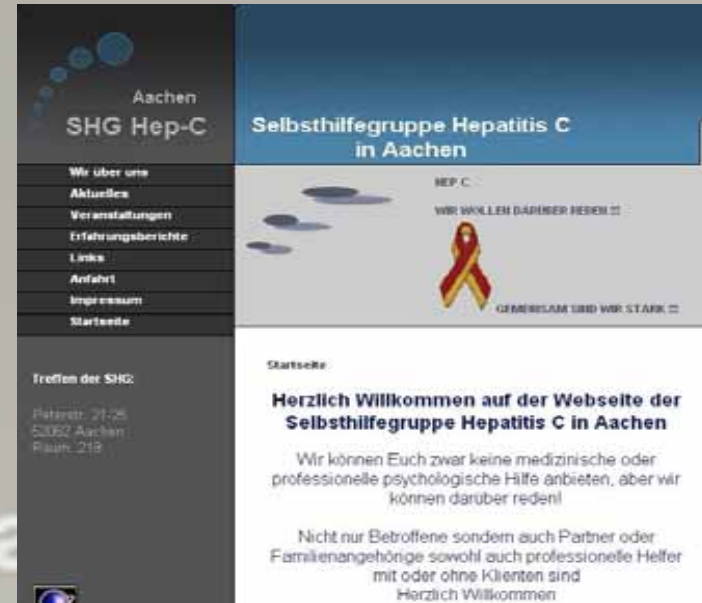 Aachen
SHG Hep-C
Selbsthilfegruppe Hepatitis C
in Aachen
Wir über uns
Aktuelles
Veranstaltungen
Erfahrungsberichte
Links
Anfahrt
Impressum
Startseite
HEP C
WIR WOLLEN DARÜBER REDEN !!!
GEMEINSAM SIND WIR STARK !!!
Treffen der SHG:
Peterstr. 21-25
52062 Aachen
Raum: 219
Startseite
Herzlich Willkommen auf der Webseite der
Selbsthilfegruppe Hepatitis C in Aachen
Wir können Euch zwar keine medizinische oder
professionelle psychologische Hilfe anbieten, aber wir
können darüber reden!
Nicht nur Betroffene sondern auch Partner oder
Familienangehörige sowohl auch professionelle Helfer
mit oder ohne Klienten sind
Herzlich Willkommen